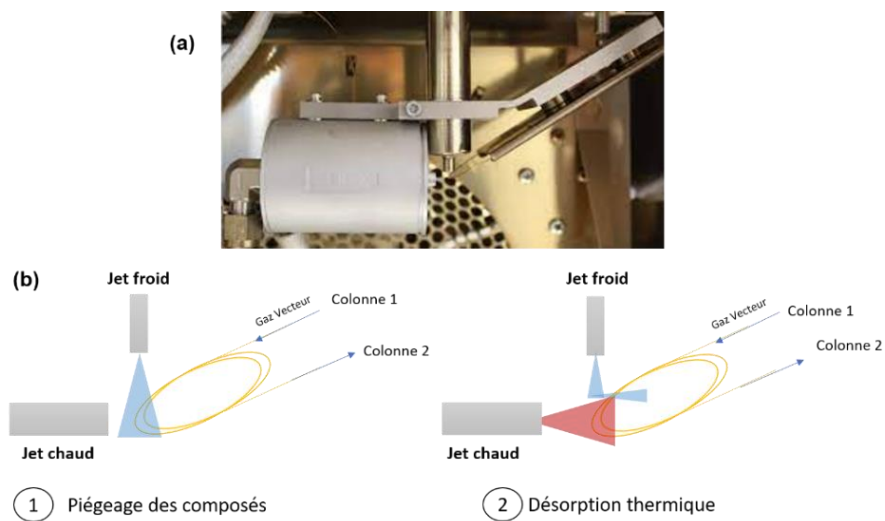 (a)
(b)
Jet froid
Gaz Vecteur
Colonne 1
Colonne 2
Jet chaud
1 Piégeage des composés
Jet froid
Gaz Vecteur
Colonne 1
Colonne 2
Jet chaud
2 Désorption thermique